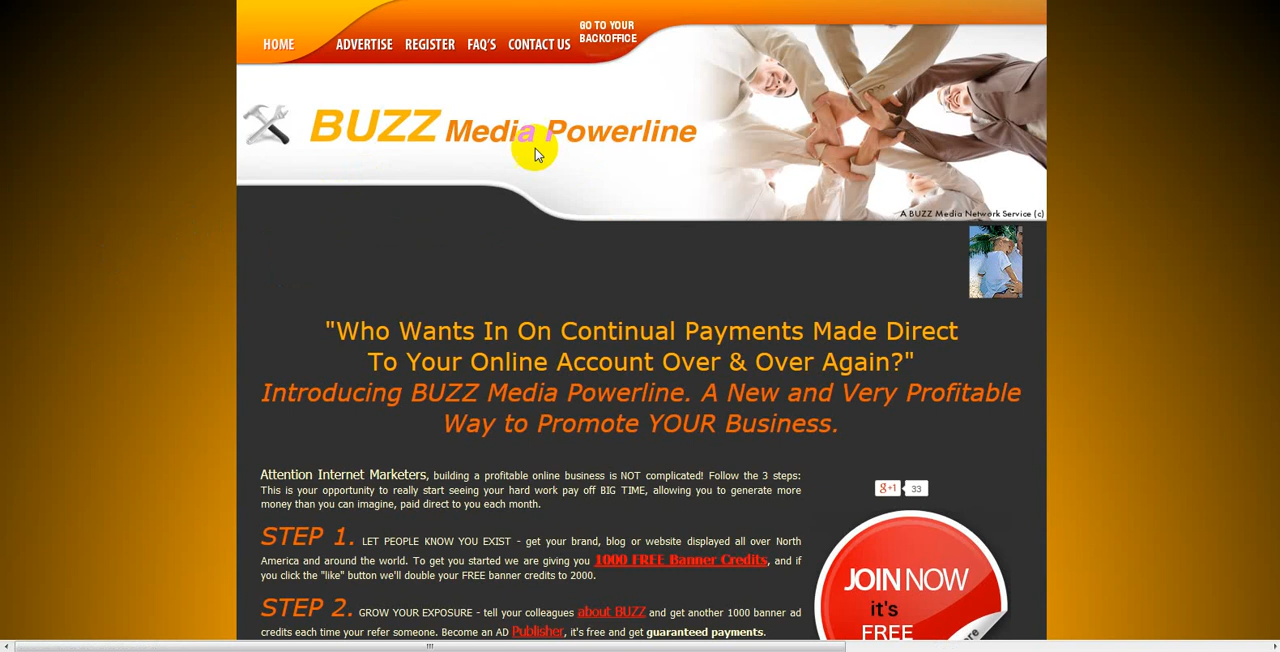 GO TO YOUR
BACKOFFICE
HOME ADVERTISE REGISTER FAQ'S CONTACT US
BUZZ Media Powerline
A BUZZ Media Network Service (c)
"Who Wants In On Continual Payments Made Direct
To Your Online Account Over & Over Again?"
Introducing BUZZ Media Powerline. A New and Very Profitable
Way to Promote YOUR Business.
Attention Internet Marketers, building a profitable online business is NOT complicated! Follow the 3 steps:
This is your opportunity to really start seeing your hard work pay off BIG TIME, allowing you to generate more
money than you can imagine, paid direct to you each month.
STEP 1. LET PEOPLE KNOW YOU EXIST - get your brand, blog or website displayed all over North
America and around the world. To get you started we are giving you 1000 FREE Banner Credits, and if
you click the "like" button we'll double your FREE banner credits to 2000.
STEP 2. GROW YOUR EXPOSURE - tell your colleagues about BUZZ and get another 1000 banner ad
credits each time your refer someone. Become an AD Publisher, it's free and get guaranteed payments.
g+1 33
JOIN NOW
it's
FREE